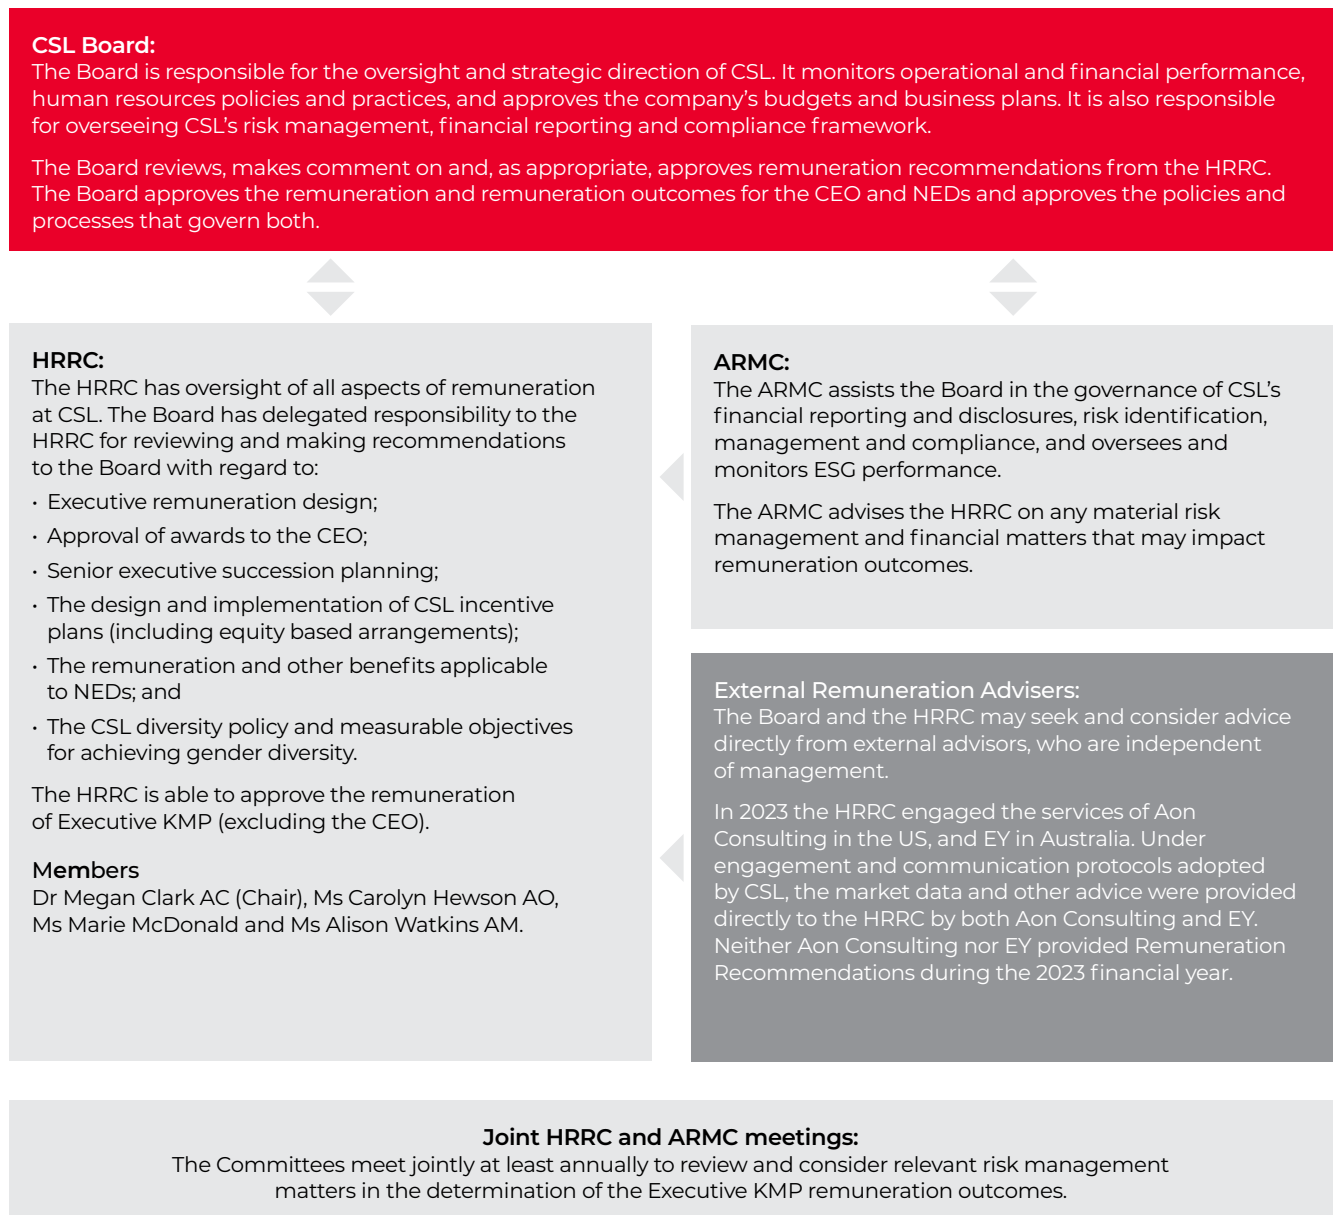 CSL Board:
The Board is responsible for the oversight and strategic direction of CSL. It monitors operational and financial performance,
human resources policies and practices, and approves the company’s budgets and business plans. It is also responsible
for overseeing CSL’s risk management, financial reporting and compliance framework.
The Board reviews, makes comment on and, as appropriate, approves remuneration recommendations from the HRRC.
The Board approves the remuneration and remuneration outcomes for the CEO and NEDs and approves the policies and
processes that govern both.
HRRC:
The HRRC has oversight of all aspects of remuneration
at CSL. The Board has delegated responsibility to the
HRRC for reviewing and making recommendations
to the Board with regard to:
• Executive remuneration design;
• Approval of awards to the CEO;
• Senior executive succession planning;
• The design and implementation of CSL incentive
plans (including equity based arrangements);
• The remuneration and other benefits applicable
to NEDs; and
• The CSL diversity policy and measurable objectives
for achieving gender diversity.
The HRRC is able to approve the remuneration
of Executive KMP (excluding the CEO).
Members
Dr Megan Clark AC (Chair), Ms Carolyn Hewson AO,
Ms Marie McDonald and Ms Alison Watkins AM.
ARMC:
The ARMC assists the Board in the governance of CSL’s
financial reporting and disclosures, risk identification,
management and compliance, and oversees and
monitors ESG performance.
The ARMC advises the HRRC on any material risk
management and financial matters that may impact
remuneration outcomes.
External Remuneration Advisers:
The Board and the HRRC may seek and consider advice
directly from external advisors, who are independent
of management.
In 2023 the HRRC engaged the services of Aon
Consulting in the US, and EY in Australia. Under
engagement and communication protocols adopted
by CSL, the market data and other advice were provided
directly to the HRRC by both Aon Consulting and EY.
Neither Aon Consulting nor EY provided Remuneration
Recommendations during the 2023 financial year.
Joint HRRC and ARMC meetings:
The Committees meet jointly at least annually to review and consider relevant risk management
matters in the determination of the Executive KMP remuneration outcomes.